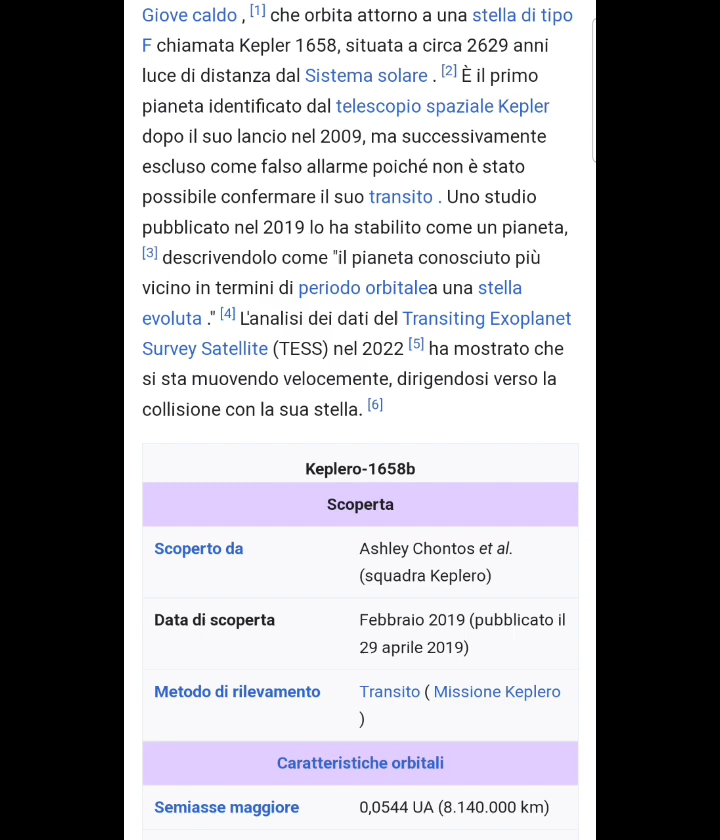 Giove caldo , [1] che orbita attorno a una stella di tipo
F chiamata Kepler 1658, situata a circa 2629 anni
luce di distanza dal Sistema solare . [2] È il primo
pianeta identificato dal telescopio spaziale Kepler
dopo il suo lancio nel 2009, ma successivamente
escluso come falso allarme poiché non è stato
possibile confermare il suo transito . Uno studio
pubblicato nel 2019 lo ha stabilito come un pianeta,
[3] descrivendolo come "il pianeta conosciuto più
vicino in termini di periodo orbitalea una stella
evoluta ." [4] L'analisi dei dati del Transiting Exoplanet
Survey Satellite (TESS) nel 2022 [5] ha mostrato che
si sta muovendo velocemente, dirigendosi verso la
collisione con la sua stella. [6]
Keplero-1658b
Scoperta
Scoperto da Ashley Chontos et al.
(squadra Keplero)
Data di scoperta Febbraio 2019 (pubblicato il
29 aprile 2019)
Metodo di rilevamento Transito ( Missione Keplero
)
Caratteristiche orbitali
Semiasse maggiore 0,0544 UA (8.140.000 km)